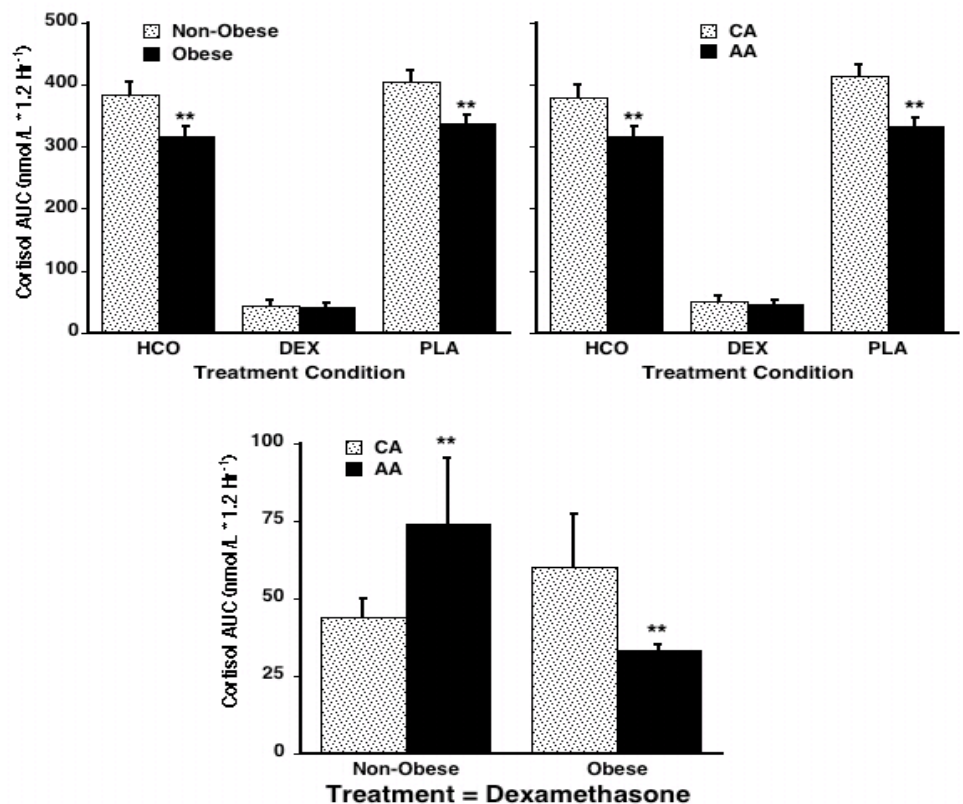 500
400
300
200
100
0
Cortisol AUC (nmol/L * 1.2 Hr⁻¹)
Non-Obese
Obese
**
**
HCO DEX PLA
Treatment Condition
CA
AA
**
**
HCO DEX PLA
Treatment Condition
100
75
50
25
0
Cortisol AUC (nmol/L * 1.2 Hr⁻¹)
CA
AA
**
**
Non-Obese Obese
Treatment = Dexamethasone